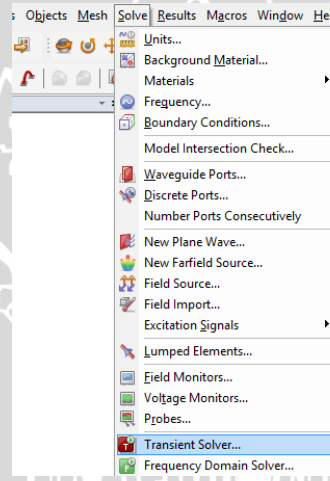 s Objects Mesh Solve Results Macros Window He
Units...
Background Material...
Materials
Frequency...
Boundary Conditions...
Model Intersection Check...
Waveguide Ports...
Discrete Ports...
Number Ports Consecutively
New Plane Wave...
New Farfield Source...
Field Source...
Field Import...
Excitation Signals
Lumped Elements...
Field Monitors...
Voltage Monitors...
Probes...
Transient Solver...
Frequency Domain Solver...